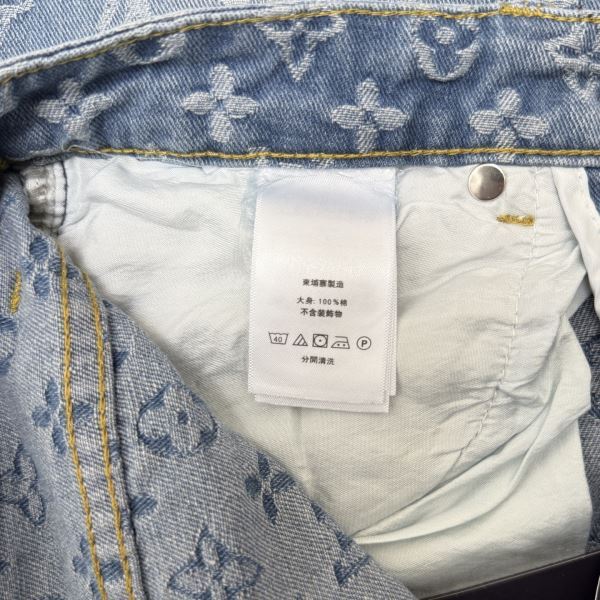 柬埔寨製造
大身: 100%棉
不含裝飾物
40 P
分開清洗